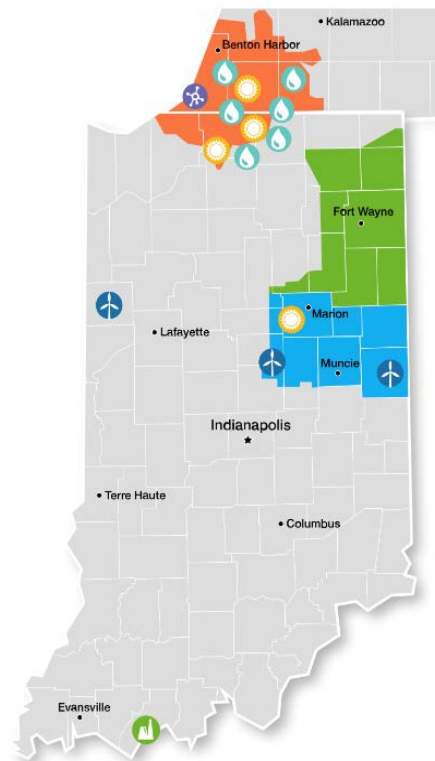 Kalamazoo
Benton Harbor
Fort Wayne
Marion
Lafayette
Muncie
Indianapolis
Terre Haute
Columbus
Evansville